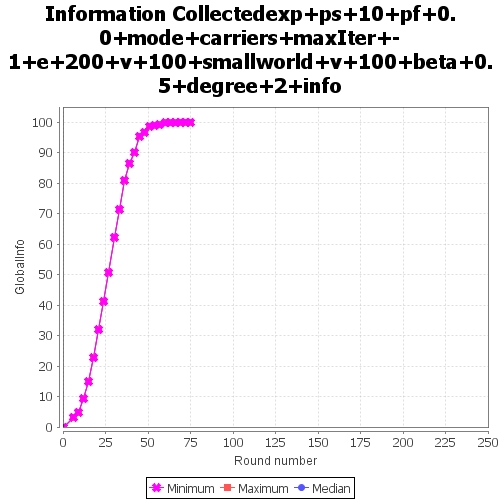 Information Collectedexp+ps+10+pf+0.
0+mode+carriers+maxIter+-
1+e+200+v+100+smallworld+v+100+beta+0.
5+degree+2+info
100
90
80
70
60
50
40
30
20
10
0
GlobalInfo
0 25 50 75 100 125 150 175 200 225 250
Round number
Minimum Maximum Median